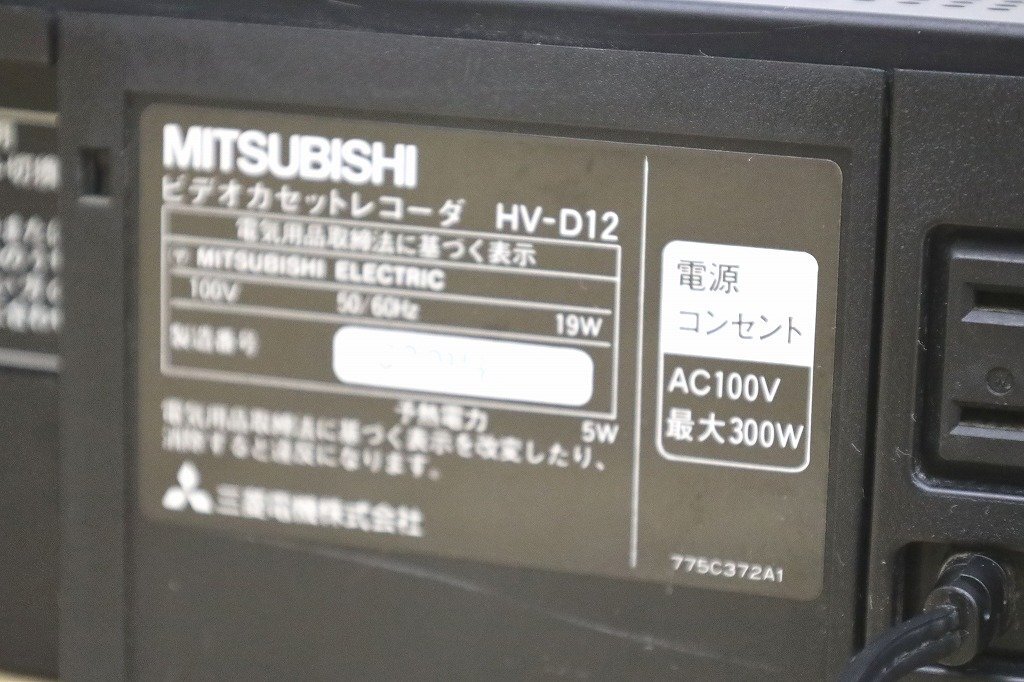 MITSUBISHI
ビデオカセットレコーダ HV-D12
電気用品取締法に基づく表示
〒 MITSUBISHI ELECTRIC
100V 50/60Hz 19W
製造番号
予熱電力 5W
電気用品取締法に基づく表示を改変したり、
消除すると違反になります。
三菱電機株式会社
電源
コンセント
AC100V
最大300W
775C372A1